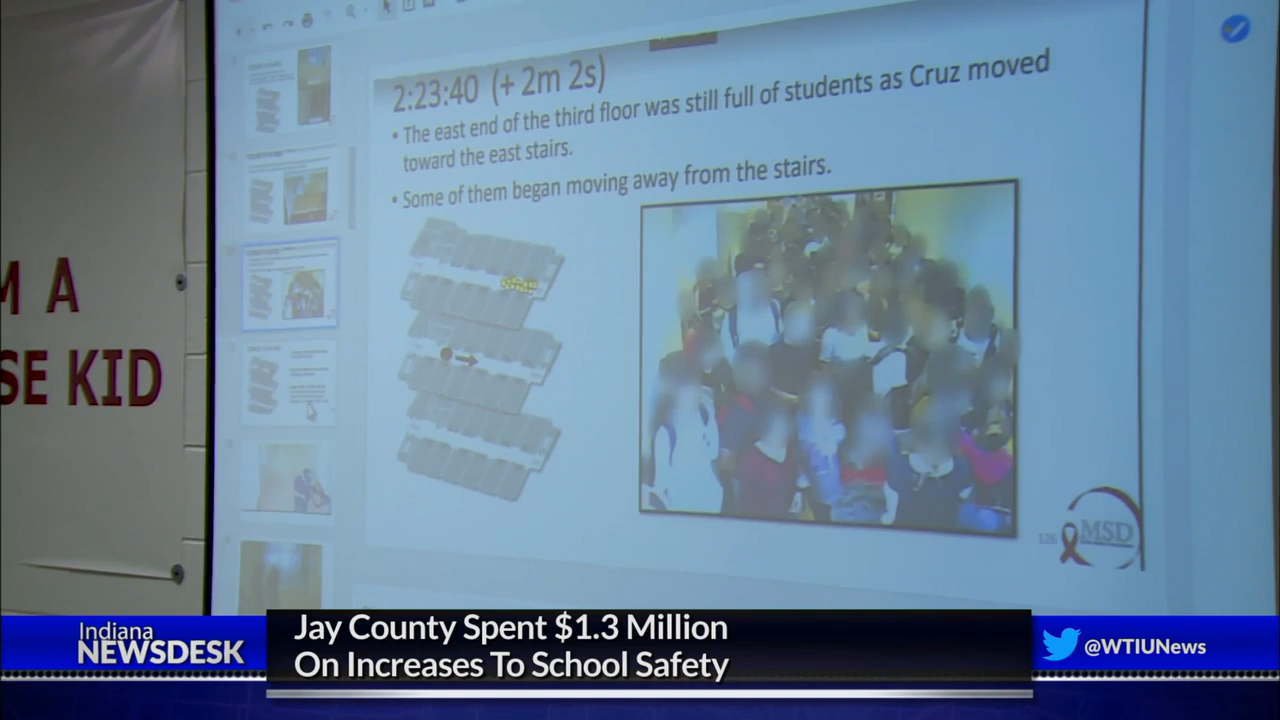 2:23:40 (+ 2m 2s)
• The east end of the third floor was still full of students as Cruz moved
toward the east stairs.
• Some of them began moving away from the stairs.
M A
SE KID
126
MSD
Indiana
NEWSDESK
Jay County Spent $1.3 Million
On Increases To School Safety
@WTIUNews